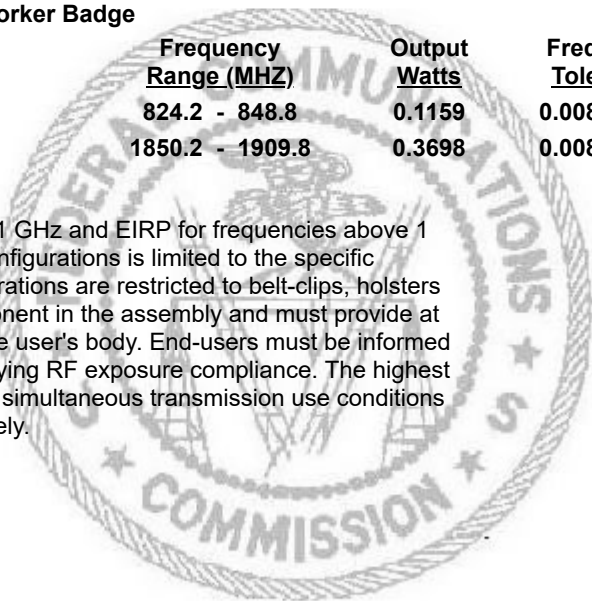 orker Badge
Frequency Output Freq
Range (MHZ) Watts Tole
824.2 - 848.8 0.1159 0.008
1850.2 - 1909.8 0.3698 0.008
1 GHz and EIRP for frequencies above 1
nfigurations is limited to the specific
rations are restricted to belt-clips, holsters
onent in the assembly and must provide at
e user's body. End-users must be informed
ying RF exposure compliance. The highest
simultaneous transmission use conditions
ely.
FEDERAL COMMUNICATIONS
COMMISSION